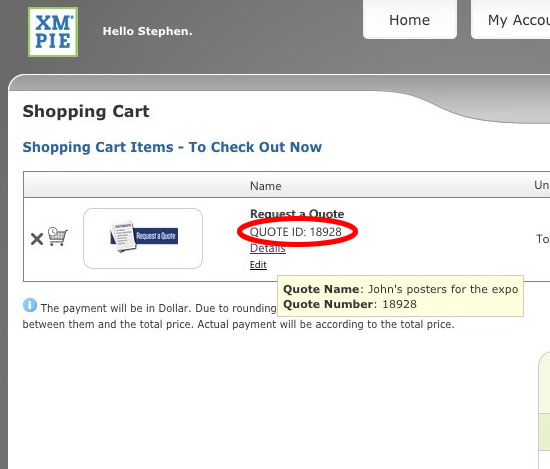 XM
PIE
Hello Stephen.
Home
My Accou
Shopping Cart
Shopping Cart Items - To Check Out Now
Name
Un
Request a Quote
Request a Quote
QUOTE ID: 18928
To
Details
Edit
Quote Name: John's posters for the expo
Quote Number: 18928
The payment will be in Dollar. Due to rounding
between them and the total price. Actual payment will be according to the total price.